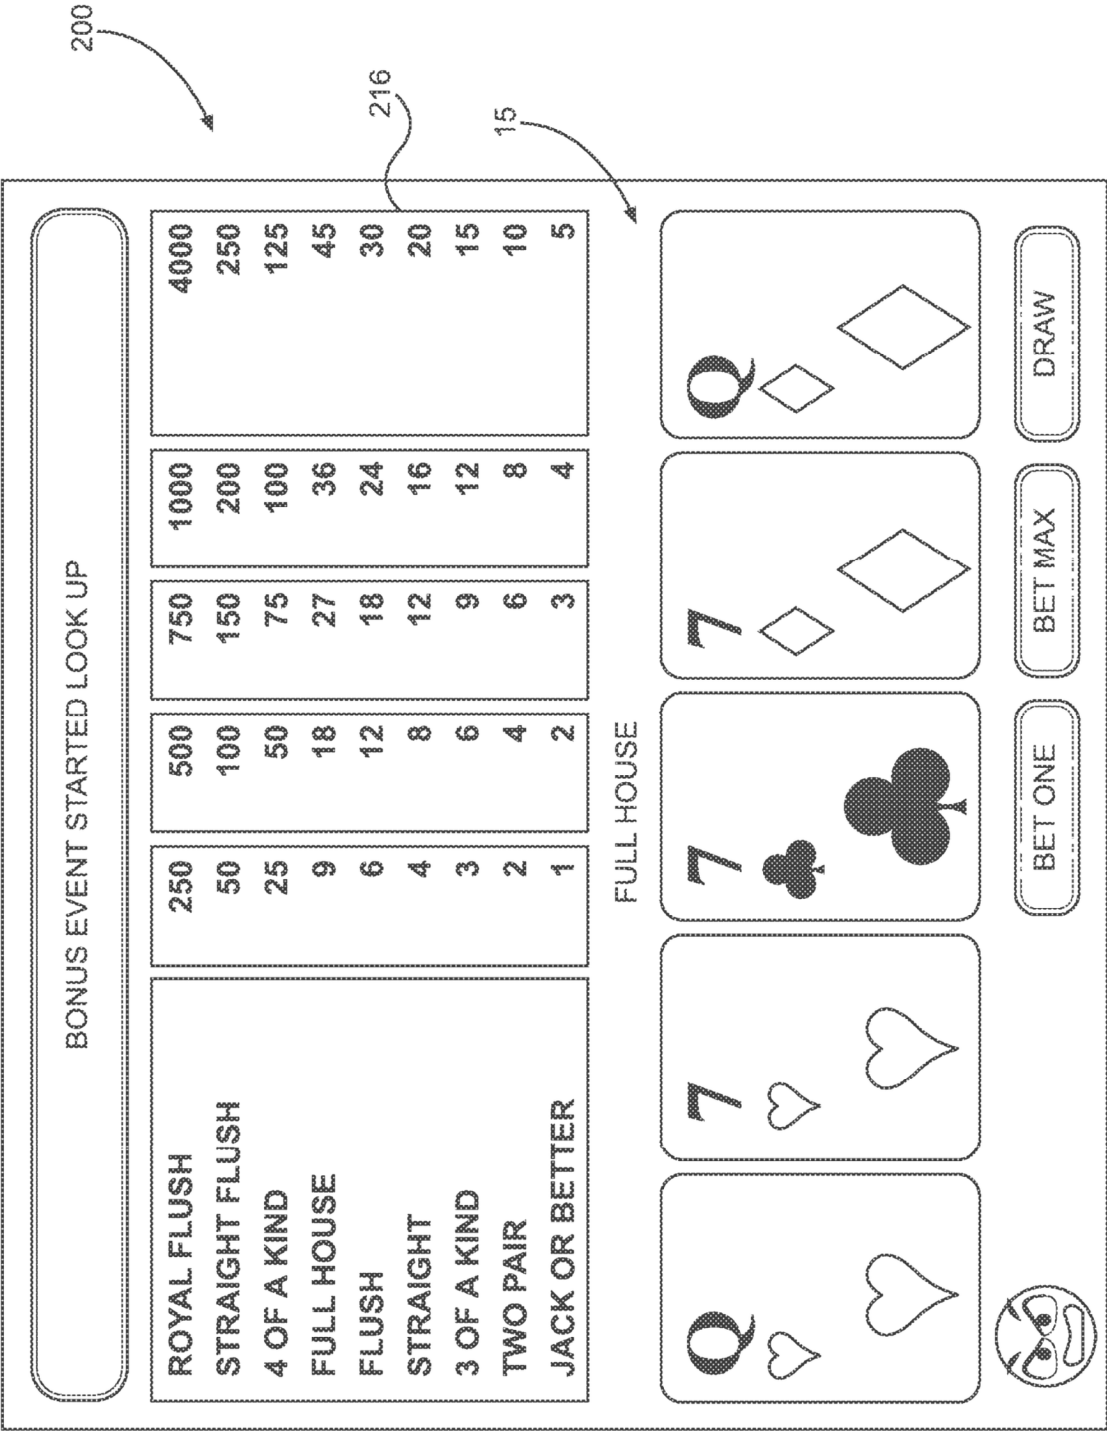 200
BONUS EVENT STARTED LOOK UP
216
ROYAL FLUSH 250 500 750 1000 4000
STRAIGHT FLUSH 50 100 150 200 250
4 OF A KIND 25 50 75 100 125
FULL HOUSE 9 18 27 36 45
FLUSH 6 12 18 24 30
STRAIGHT 4 8 12 16 20
3 OF A KIND 3 6 9 12 15
TWO PAIR 2 4 6 8 10
JACK OR BETTER 1 2 3 4 5
15
FULL HOUSE
Q 7 7 7 Q
BET ONE BET MAX DRAW